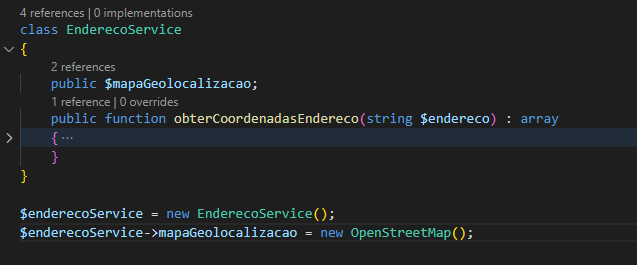 4 references | 0 implementations
class EnderecoService
{
2 references
public $mapaGeolocalizacao;
1 reference | 0 overrides
public function obterCoordenadasEndereco(string $endereco) : array
{ ...
}
}
$enderecoService = new EnderecoService();
$enderecoService->mapaGeolocalizacao = new OpenStreetMap();